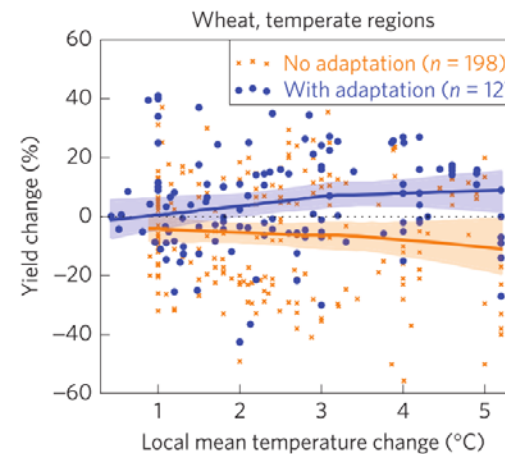 Wheat, temperate regions
No adaptation (n = 198)
With adaptation (n = 12
Yield change (%)
60
40
20
0
−20
−40
−60
1
2
3
4
5
Local mean temperature change (°C)